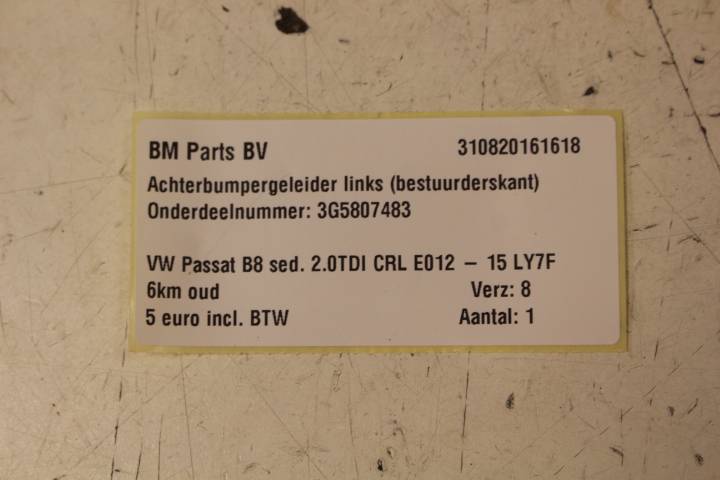 BM Parts BV 310820161618
Achterbumpergeleider links (bestuurderskant)
Onderdeelnummer: 3G5807483
VW Passat B8 sed. 2.0TDI CRL E012 – 15 LY7F
6km oud Verz: 8
5 euro incl. BTW Aantal: 1